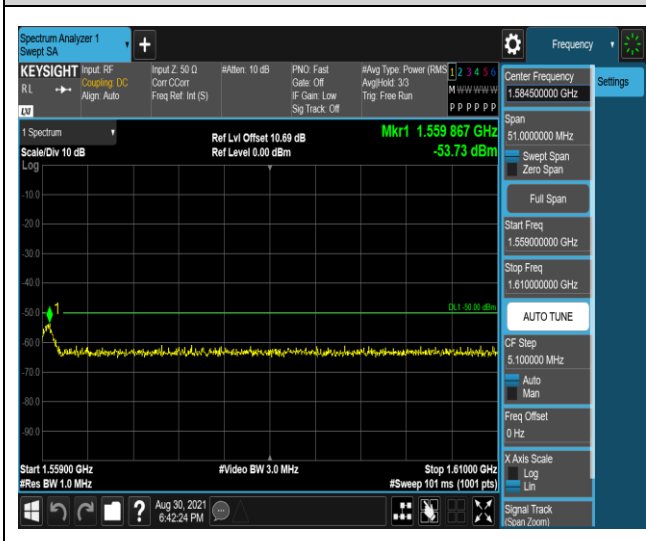 Spectrum Analyzer 1
Swept SA
+
Frequency
KEYSIGHT
RL
LXI
Input: RF
Coupling: DC
Align: Auto
Input Z: 50 Ω
Corr CCorr
Freq Ref: Int (S)
#Atten: 10 dB
PNO: Fast
Gate: Off
IF Gain: Low
Sig Track: Off
#Avg Type: Power (RMS
Avg|Hold: 3/3
Trig: Free Run
1 2 3 4 5 6
M W W W W W
P P P P P P
1 Spectrum
Scale/Div 10 dB
Log
Ref Lvl Offset 10.69 dB
Ref Level 0.00 dBm
Mkr1 1.559 867 GHz
-53.73 dBm
-10.0
-20.0
-30.0
-40.0
-50.0
-60.0
-70.0
-80.0
-90.0
1
DL1 -50.00 dBm
Start 1.55900 GHz
#Res BW 1.0 MHz
#Video BW 3.0 MHz
Stop 1.61000 GHz
#Sweep 101 ms (1001 pts)
?
Aug 30, 2021
6:42:24 PM
Center Frequency
1.584500000 GHz
Settings
Span
51.0000000 MHz
Swept Span
Zero Span
Full Span
Start Freq
1.559000000 GHz
Stop Freq
1.610000000 GHz
AUTO TUNE
CF Step
5.100000 MHz
Auto
Man
Freq Offset
0 Hz
X Axis Scale
Log
Lin
Signal Track
(Span Zoom)